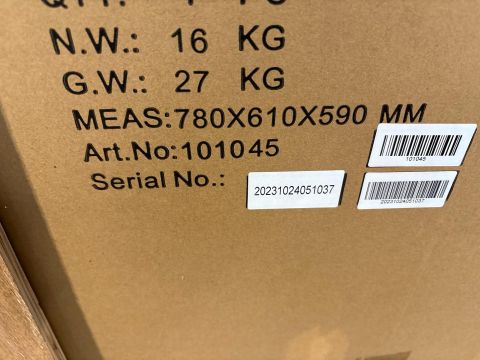 N.W.: 16 KG
G.W.: 27 KG
MEAS:780X610X590 MM
Art.No:101045
101045
Serial No.: 20231024051037
20231024051037